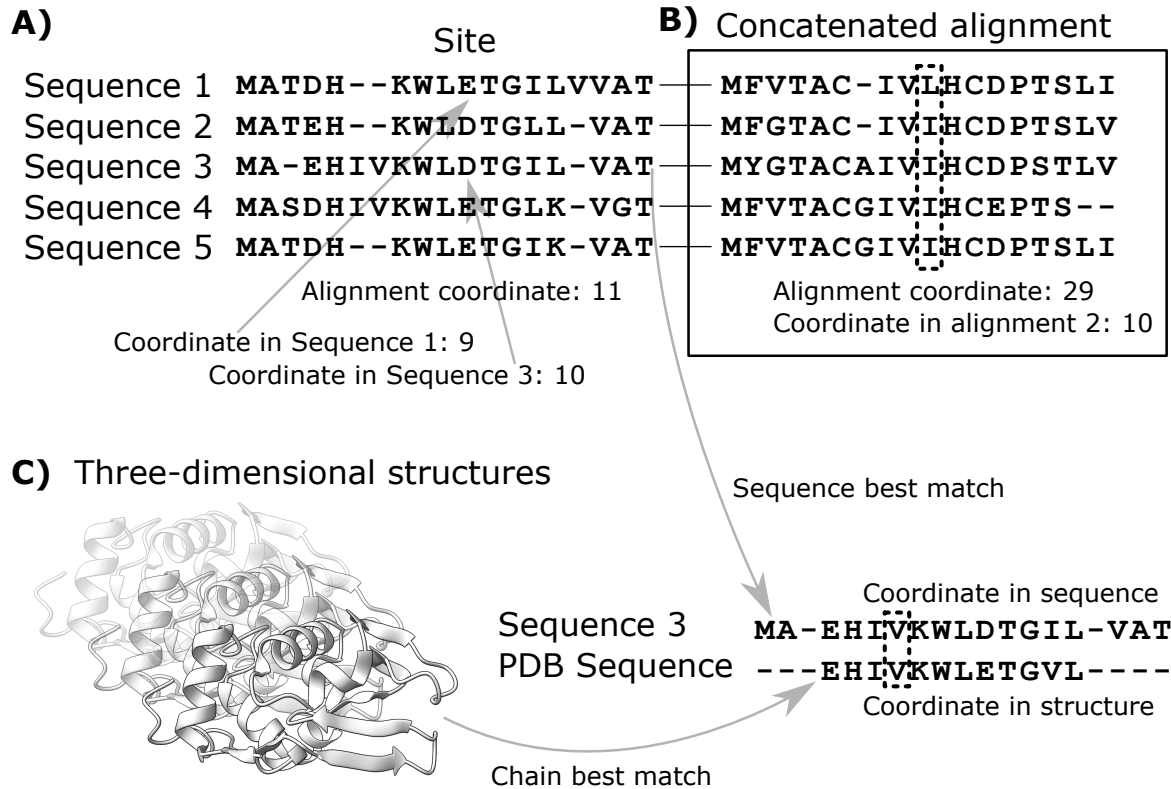 A)
Site
Sequence 1 MATDH--KWLETGILVVAT
Sequence 2 MATEH--KWLDTGLL-VAT
Sequence 3 MA-EHIVKWLDTGIL-VAT
Sequence 4 MASDHIVKWLETGLK-VGT
Sequence 5 MATDH--KWLETGIK-VAT
Alignment coordinate: 11
Coordinate in Sequence 1: 9
Coordinate in Sequence 3: 10
B) Concatenated alignment
MFVTAC-IVLHCDPTSLI
MFGTAC-IVIHCDPTSLV
MYGTACAIVIHCDPSTLV
MFVTACGIVIHCEPTS--
MFVTACGIVIHCDPTSLI
Alignment coordinate: 29
Coordinate in alignment 2: 10
C) Three-dimensional structures
Sequence best match
Coordinate in sequence
Sequence 3 MA-EHIVKWLDTGIL-VAT
PDB Sequence ---EHIVKWLETGVL----
Coordinate in structure
Chain best match